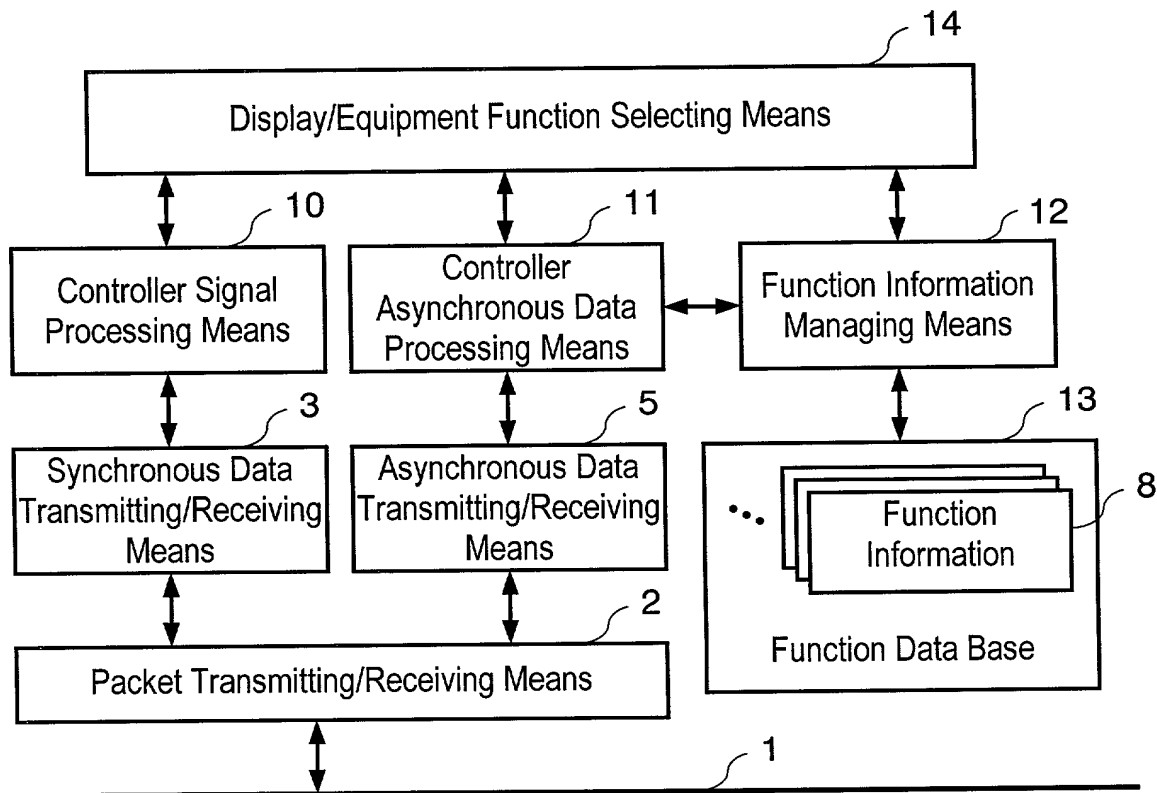 14
Display/Equipment Function Selecting Means
10
11
12
Controller Signal
Processing Means
Controller
Asynchronous Data
Processing Means
Function Information
Managing Means
3
5
13
Synchronous Data
Transmitting/Receiving
Means
Asynchronous Data
Transmitting/Receiving
Means
8
Function
Information
Function Data Base
2
Packet Transmitting/Receiving Means
1